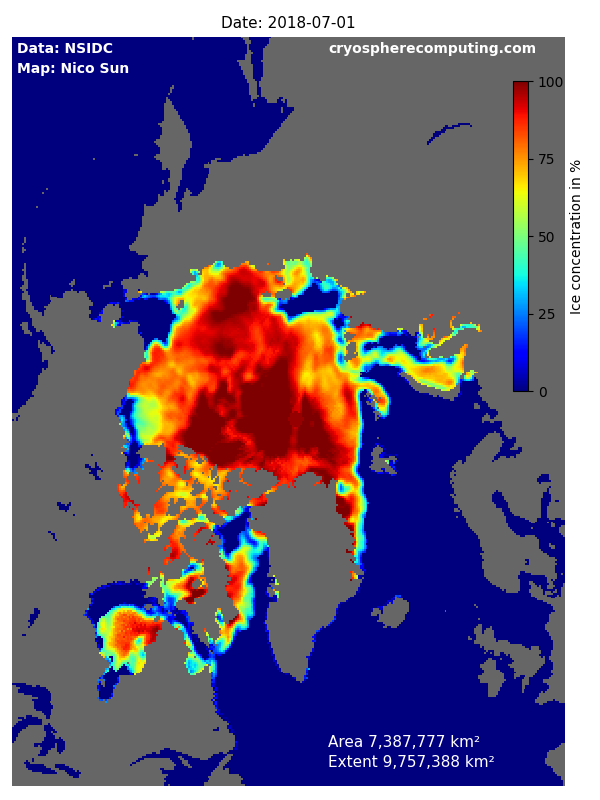 Date: 2018-07-01
Data: NSIDC
cryospherecomputing.com
Map: Nico Sun
100
75
50
25
0
Ice concentration in %
Area 7,387,777 km²
Extent 9,757,388 km²